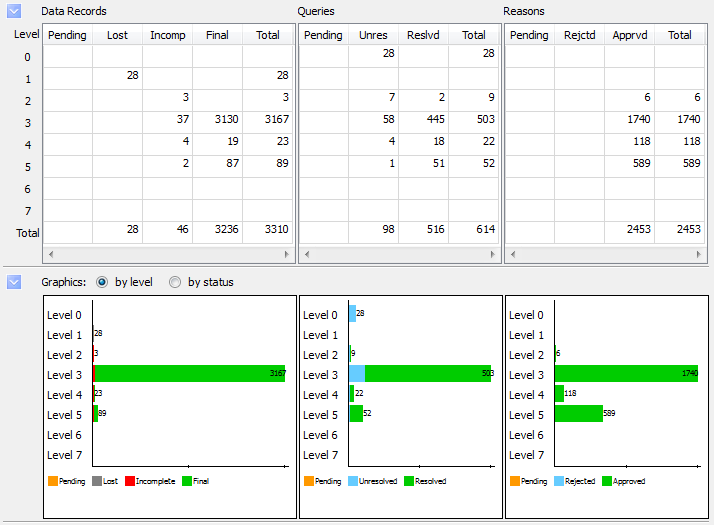 Data Records Queries Reasons
Level Pending Lost Incomp Final Total Pending Unres Reslvd Total Pending Rejctd Apprvd Total
0 28 28
1 28 28
2 3 3 7 2 9 6 6
3 37 3130 3167 58 445 503 1740 1740
4 4 19 23 4 18 22 118 118
5 2 87 89 1 51 52 589 589
6
7
Total 28 46 3236 3310 98 516 614 2453 2453
Graphics: by level by status
Level 0 Level 0 28 Level 0
Level 1 28 Level 1 Level 1
Level 2 3 Level 2 9 Level 2 6
Level 3 3167 Level 3 503 Level 3 1740
Level 4 23 Level 4 22 Level 4 118
Level 5 89 Level 5 52 Level 5 589
Level 6 Level 6 Level 6
Level 7 Level 7 Level 7
Pending Lost Incomplete Final Pending Unresolved Resolved Pending Rejected Approved